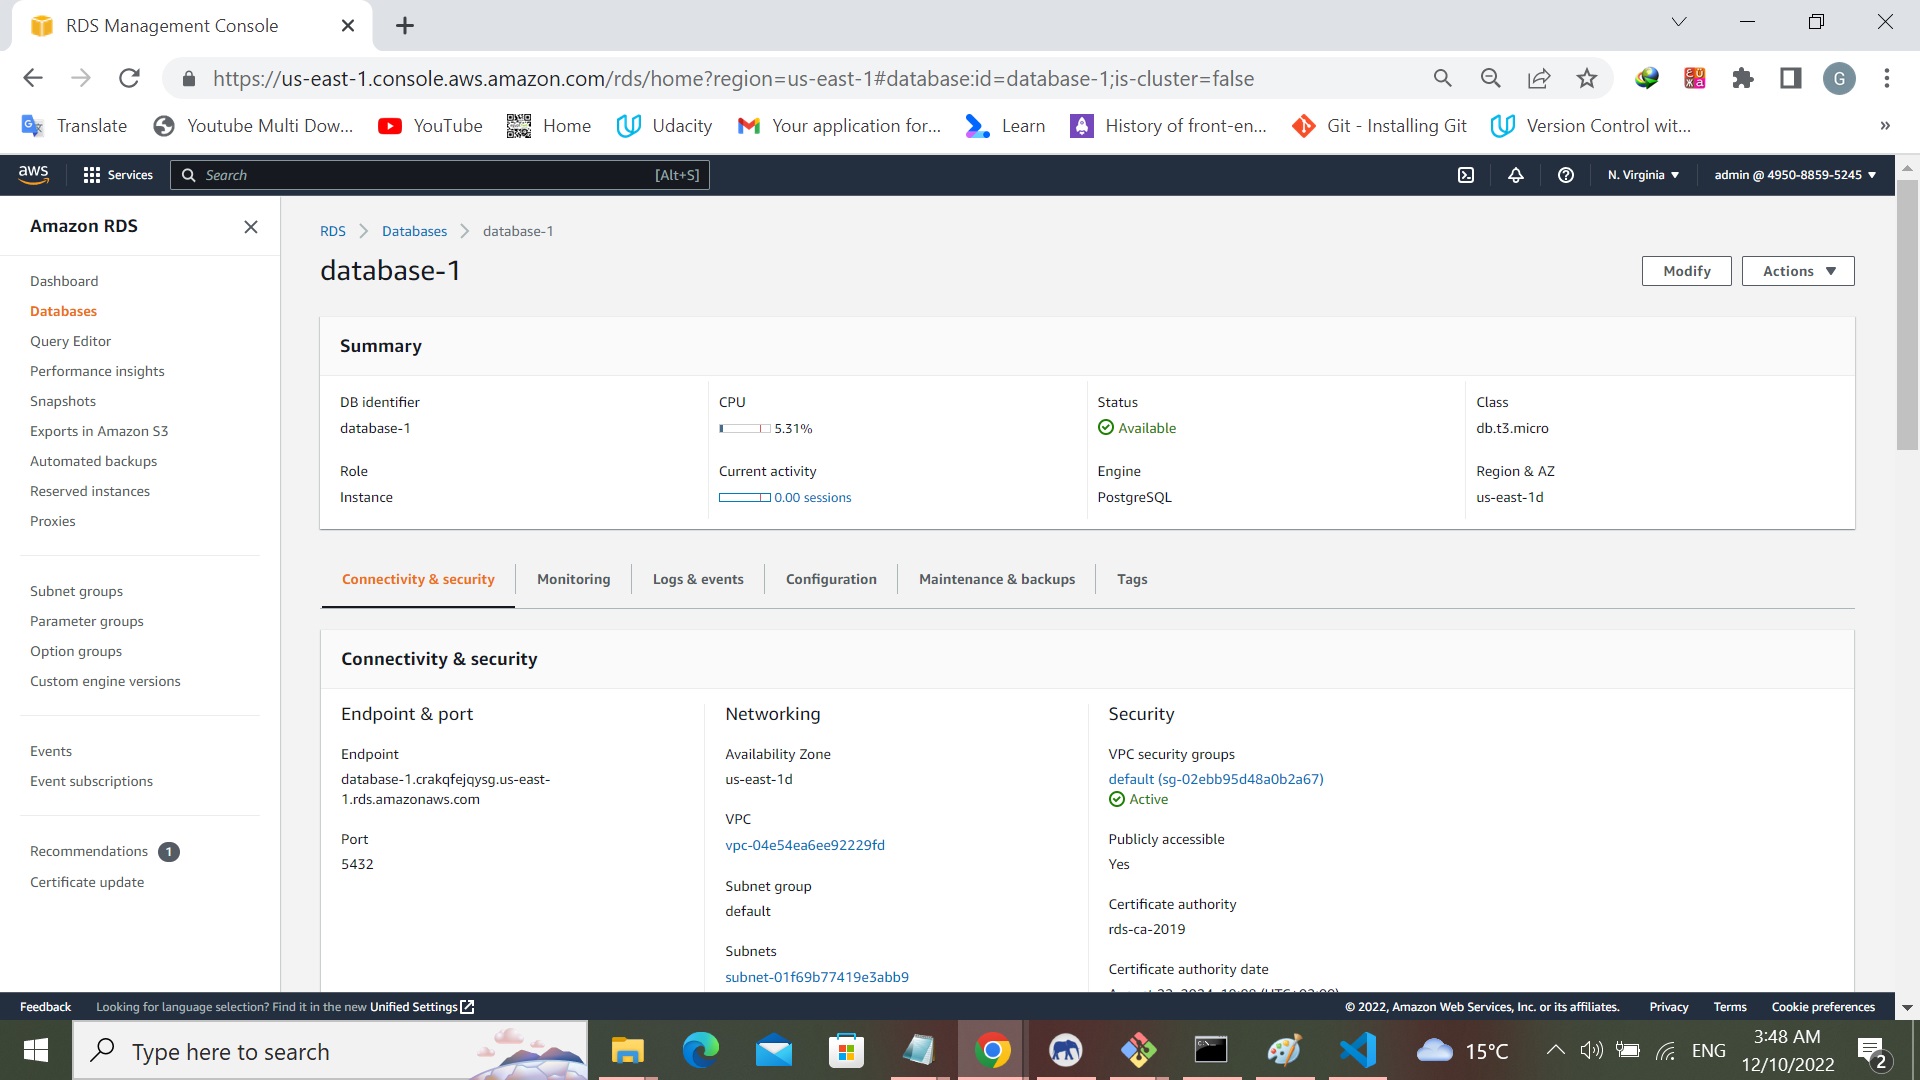 RDS Management Console
https://us-east-1.console.aws.amazon.com/rds/home?region=us-east-1#database:id=database-1;is-cluster=false
G
Translate
Youtube Multi Dow...
YouTube
Home
Udacity
Your application for...
Learn
History of front-en...
Git - Installing Git
Version Control wit...
»
aws
Services
Search
[Alt+S]
N. Virginia
admin @ 4950-8859-5245
Amazon RDS
Dashboard
Databases
Query Editor
Performance insights
Snapshots
Exports in Amazon S3
Automated backups
Reserved instances
Proxies
Subnet groups
Parameter groups
Option groups
Custom engine versions
Events
Event subscriptions
Recommendations 1
Certificate update
RDS
Databases
database-1
database-1
Modify
Actions
Summary
DB identifier
database-1
CPU
5.31%
Status
Available
Class
db.t3.micro
Role
Instance
Current activity
0.00 sessions
Engine
PostgreSQL
Region & AZ
us-east-1d
Connectivity & security
Monitoring
Logs & events
Configuration
Maintenance & backups
Tags
Connectivity & security
Endpoint & port
Endpoint
database-1.crakqfejqysg.us-east-
1.rds.amazonaws.com
Port
5432
Networking
Availability Zone
us-east-1d
VPC
vpc-04e54ea6ee92229fd
Subnet group
default
Subnets
subnet-01f69b77419e3abb9
Security
VPC security groups
default (sg-02ebb95d48a0b2a67)
Active
Publicly accessible
Yes
Certificate authority
rds-ca-2019
Certificate authority date
Feedback
Looking for language selection? Find it in the new Unified Settings
© 2022, Amazon Web Services, Inc. or its affiliates.
Privacy
Terms
Cookie preferences
Type here to search
15°C
ENG
3:48 AM
12/10/2022
2